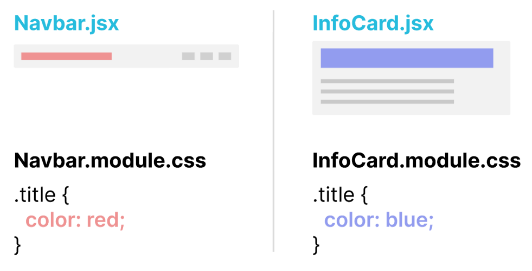 Navbar.jsx
Navbar.module.css
.title {
  color: red;
}
InfoCard.jsx
InfoCard.module.css
.title {
  color: blue;
}